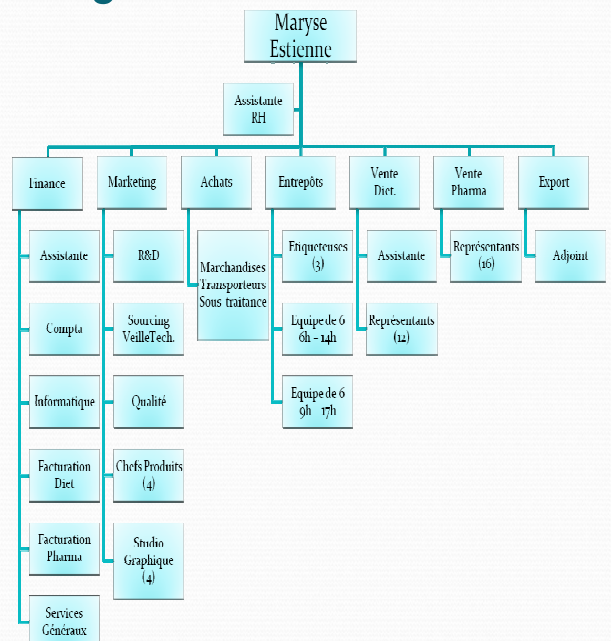 Maryse
Estienne
Assistante
RH
Finance
Marketing
Achats
Entrepôts
Vente
Diet.
Vente
Pharma
Export
Assistante
Compta
Informatique
Facturation
Diet
Facturation
Pharma
Services
Généraux
R&D
Sourcing
VeilleTech.
Qualité
Chefs Produits
(4)
Studio
Graphique
(4)
Marchandises
Transporteurs
Sous traitance
Etiqueteuses
(3)
Equipe de 6
6h – 14h
Equipe de 6
9h 17h
Assistante
Représentants
(12)
Représentants
(16)
Adjoint